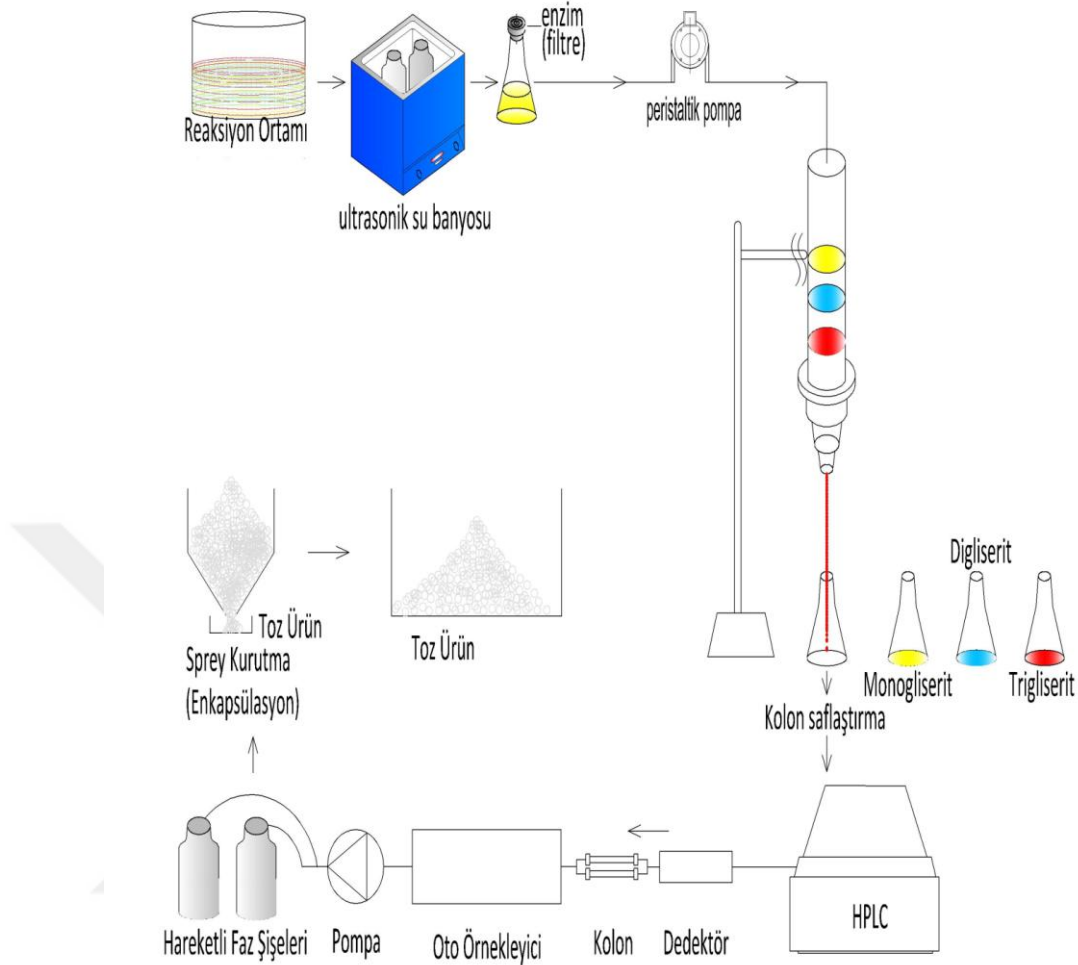 enzim
(filtre)
Reaksiyon Ortamı
peristaltik pompa
ultrasonik su banyosu
Digliserit
Toz Ürün
Toz Ürün
Sprey Kurutma
(Enkapsülasyon)
Monogliserit
Trigliserit
Kolon saflaştırma
HPLC
Hareketli Faz Şişeleri
Pompa
Oto Örnekleyici
Kolon
Dedektör